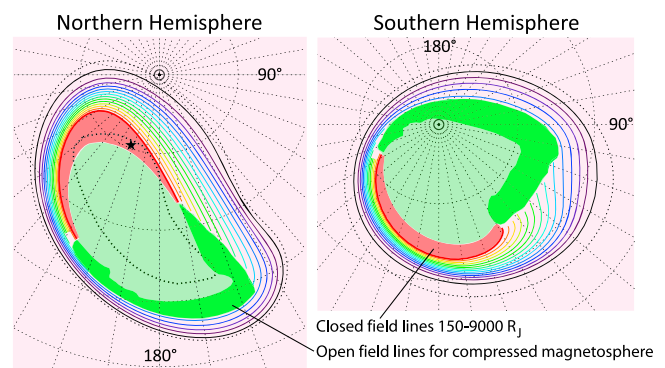 Northern Hemisphere
Southern Hemisphere
180°
90°
90°
180°
Closed field lines 150-9000 RJ
Open field lines for compressed magnetosphere